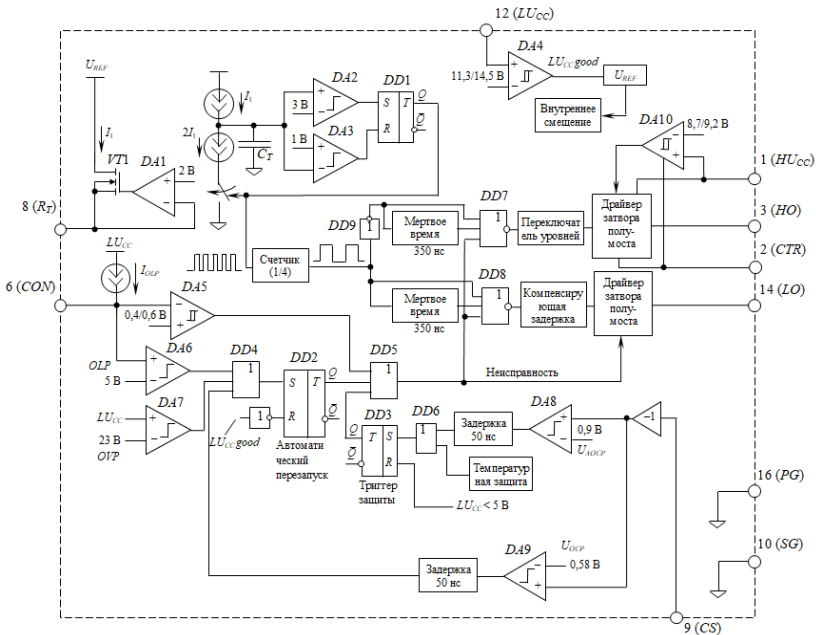 12 (LU_CC)
DA4
LU_CC good
11,3/14,5 В
U_REF
Внутреннее
смещение
U_REF
I_1
VT1
DA1
2 В
8 (R_T)
I_1
2I_1
C_T
DA2
3 В
1 В
DA3
DD1
S T
R
Q
Q̅
DA10
8,7/9,2 В
1 (HU_CC)
3 (HO)
2 (CTR)
14 (LO)
DD9
1
Мертвое
время
350 нс
DD7
1
Переключат
ель уровней
Драйвер
затвора
полу-
моста
Счетчик
(1/4)
DD8
Мертвое
время
350 нс
1
Компенсиру
ющая
задержка
Драйвер
затвора
полу-
моста
LU_CC
I_OLP
6 (CON)
DA5
0,4/0,6 В
DA6
OLP
5 В
DA7
LU_CC
23 В
OVP
DD4
1
DD2
S T
R
Q
Q̅
1
LU_CC good
Автомати
ческий
перезапуск
DD5
1
Неисправность
DD3
Q
Q̅
T S
R
Триггер
защиты
DD6
1
Задержка
50 нс
Температур
ная защита
LU_CC < 5 В
DA8
0,9 В
U_AOCP
−1
DA9
U_OCP
0,58 В
Задержка
50 нс
16 (PG)
10 (SG)
9 (CS)